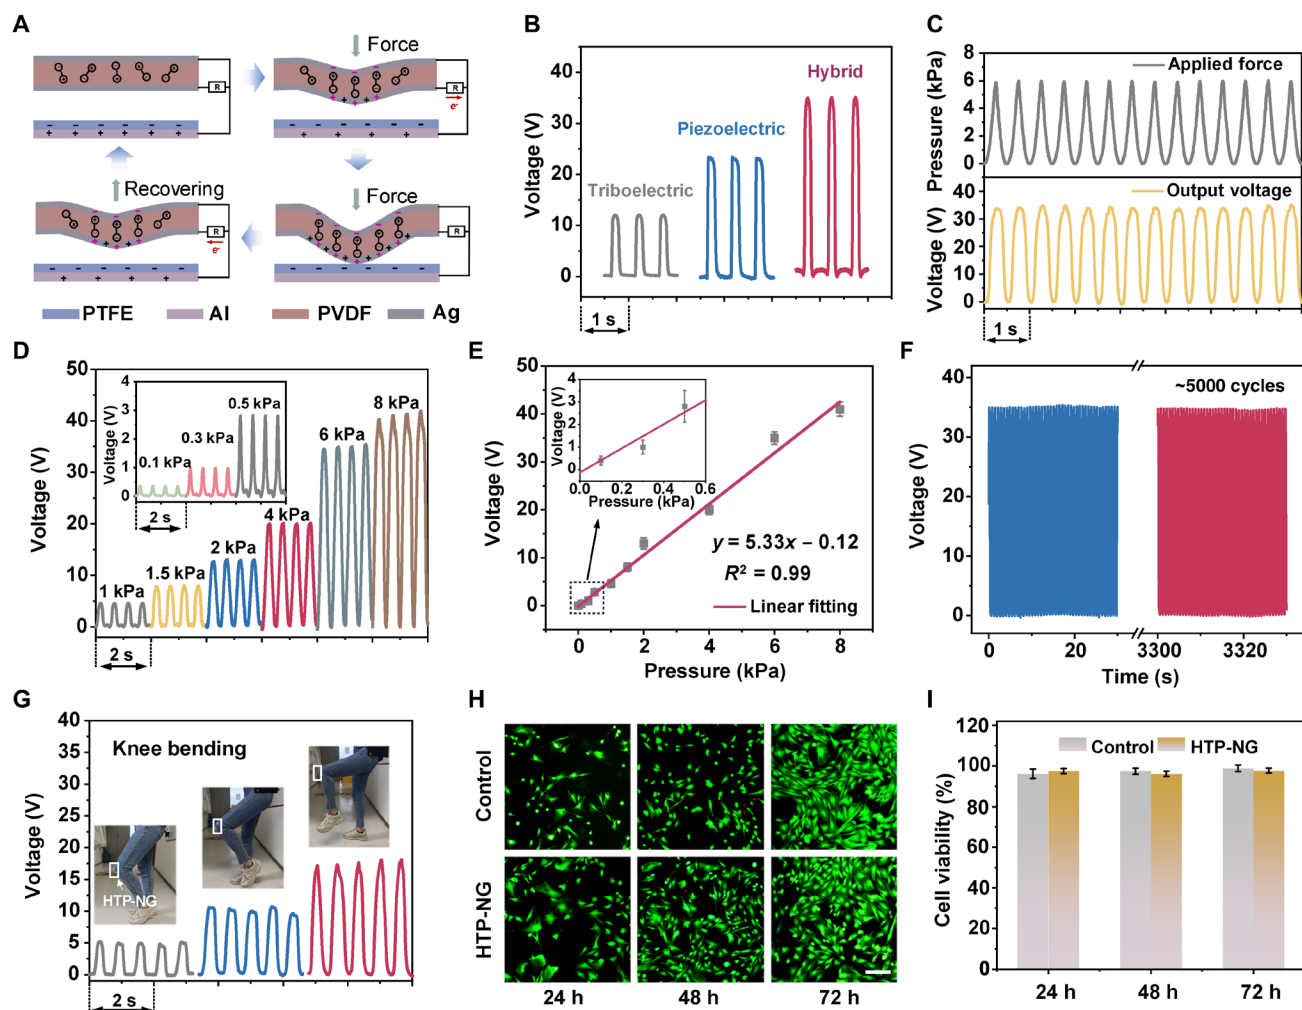 A
Force
R
e-
Recovering
Force
R
e-
PTFE
Al
PVDF
Ag
B
Voltage (V)
40
30
20
10
0
Triboelectric
Piezoelectric
Hybrid
1 s
C
Pressure (kPa)
8
6
4
2
0
Applied force
Voltage (V)
40
30
20
10
0
Output voltage
1 s
D
Voltage (V)
50
40
30
20
10
0
1 kPa
1.5 kPa
2 kPa
4 kPa
6 kPa
8 kPa
2 s
Voltage (V)
4
3
2
1
0
0.1 kPa
0.3 kPa
0.5 kPa
2 s
E
Voltage (V)
50
40
30
20
10
0
0 2 4 6 8
Pressure (kPa)
Voltage (V)
4
3
2
1
0
0.0 0.2 0.4 0.6
Pressure (kPa)
y = 5.33x – 0.12
R² = 0.99
Linear fitting
F
Voltage (V)
40
30
20
10
0
~5000 cycles
0 20 3300 3320
Time (s)
G
Voltage (V)
40
35
30
25
20
15
10
5
0
Knee bending
HTP-NG
2 s
H
Control
HTP-NG
24 h 48 h 72 h
I
Cell viability (%)
120
100
80
60
40
20
0
Control HTP-NG
24 h 48 h 72 h